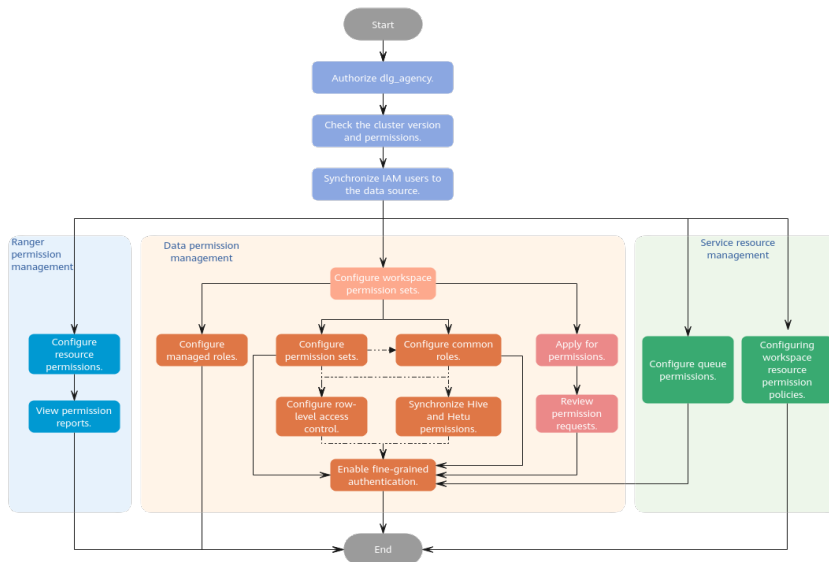 Start
Authorize dlg_agency.
Check the cluster version
and permissions.
Synchronize IAM users to
the data source.
Ranger
permission
management
Data permission
management
Service resource
management
Configure workspace
permission sets.
Configure
resource
permissions.
View permission
reports.
Configure
managed roles.
Configure
permission sets.
Configure common
roles.
Apply for
permissions.
Configure row-
level access
control.
Synchronize Hive
and Hetu
permissions.
Review
permission
requests.
Enable fine-grained
authentication.
Configure queue
permissions.
Configuring
workspace
resource
permission
policies.
End